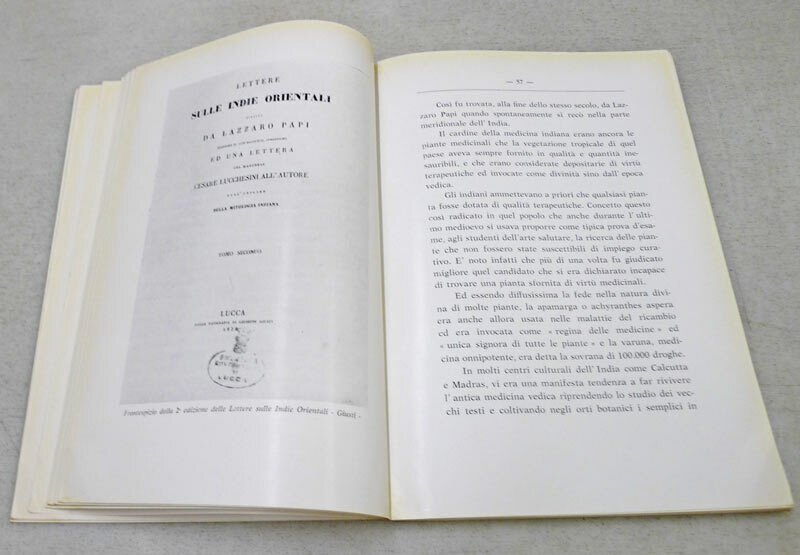 LETTERE
SULLE INDIE ORIENTALI
DA LAZZARO PAPI
ED UNA LETTERA
DEL MARCHESE
CESARE LUCCHESINI ALL'AUTORE
DELLA MITOLOGIA INDIANA
TOMO SECONDO
LUCCA
LUCCA
Frontespizio della 2ª edizione delle Lettere sulle Indie Orientali - Giusti -
— 57 —
Così fu trovata, alla fine dello stesso secolo, da Laz-
zaro Papi quando spontaneamente si recò nella parte
meridionale dell' India.
Il cardine della medicina indiana erano ancora le
piante medicinali che la vegetazione tropicale di quel
paese aveva sempre fornito in qualità e quantità ine-
sauribili, e che erano considerate depositarie di virtù
terapeutiche ed invocate come divinità sino dall'epoca
vedica.
Gli indiani ammettevano a priori che qualsiasi pian-
ta fosse dotata di qualità terapeutiche. Concetto questo
così radicato in quel popolo che anche durante l' ulti-
mo medioevo si usava proporre come tipica prova d'esa-
me, agli studenti dell'arte salutare, la ricerca delle pian-
te che non fossero state suscettibili di impiego cura-
tivo. E' noto infatti che più di una volta fu giudicato
migliore quel candidato che si era dichiarato incapace
di trovare una pianta sfornita di virtù medicinali.
Ed essendo diffusissima la fede nella natura divi-
na di molte piante, la apamarga o achyranthes aspera
era anche allora usata nelle malattie del ricambio
ed era invocata come « regina delle medicine » ed
« unica signora di tutte le piante » e la varuna, medi-
cina onnipotente, era detta la sovrana di 100.000 droghe.
In molti centri culturali dell'India come Calcutta
e Madras, vi era una manifesta tendenza a far rivivere
l' antica medicina vedica riprendendo lo studio dei vec-
chi testi e coltivando negli orti botanici i semplici in